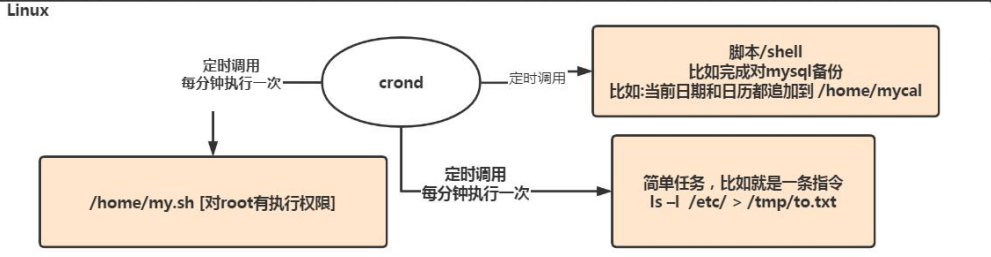 Linux
定时调用
每分钟执行一次
crond
定时调用
脚本/shell
比如完成对mysql备份
比如:当前日期和日历都追加到 /home/mycal
/home/my.sh [对root有执行权限]
定时调用
每分钟执行一次
简单任务，比如就是一条指令
ls –l /etc/ > /tmp/to.txt